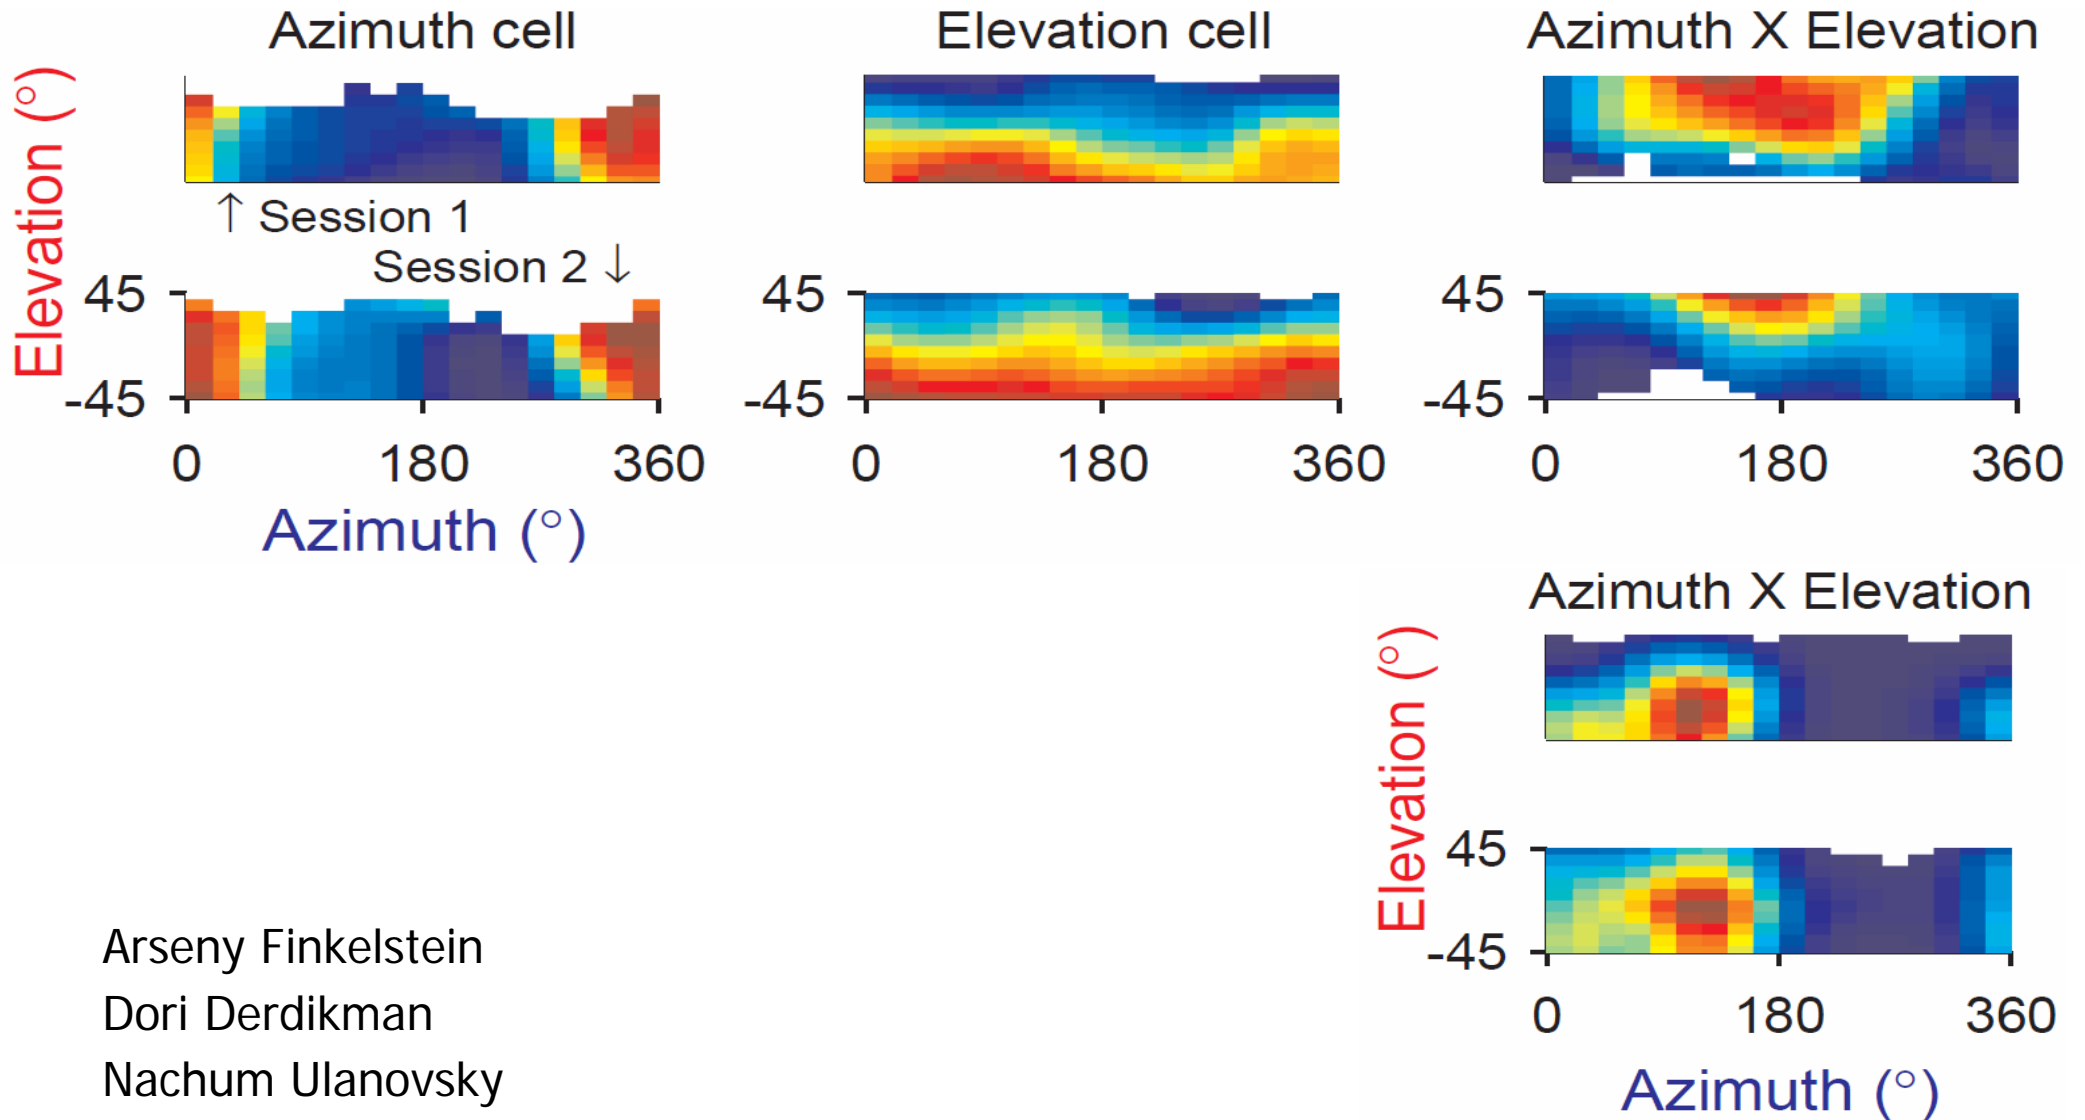 Azimuth cell
Elevation cell
Azimuth X Elevation
Elevation (°)
↑ Session 1
Session 2 ↓
45
-45
0 180 360
45
-45
0 180 360
45
-45
0 180 360
Azimuth (°)
Azimuth X Elevation
Elevation (°)
45
-45
0 180 360
Azimuth (°)
Arseny Finkelstein
Dori Derdikman
Nachum Ulanovsky